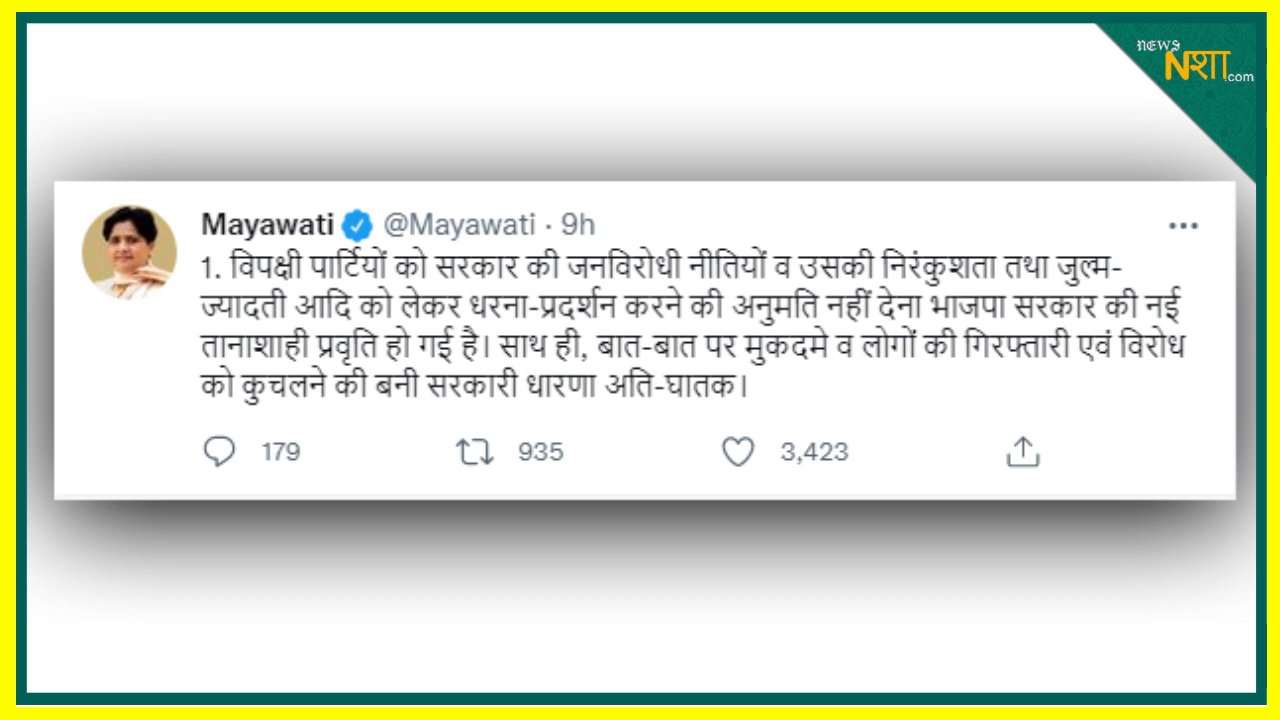 news
Nशा.com
Mayawati @Mayawati · 9h
1. विपक्षी पार्टियों को सरकार की जनविरोधी नीतियों व उसकी निरंकुशता तथा जुल्म-
ज्यादती आदि को लेकर धरना-प्रदर्शन करने की अनुमति नहीं देना भाजपा सरकार की नई
तानाशाही प्रवृति हो गई है। साथ ही, बात-बात पर मुकदमे व लोगों की गिरफ्तारी एवं विरोध
को कुचलने की बनी सरकारी धारणा अति-घातक।
179 935 3,423